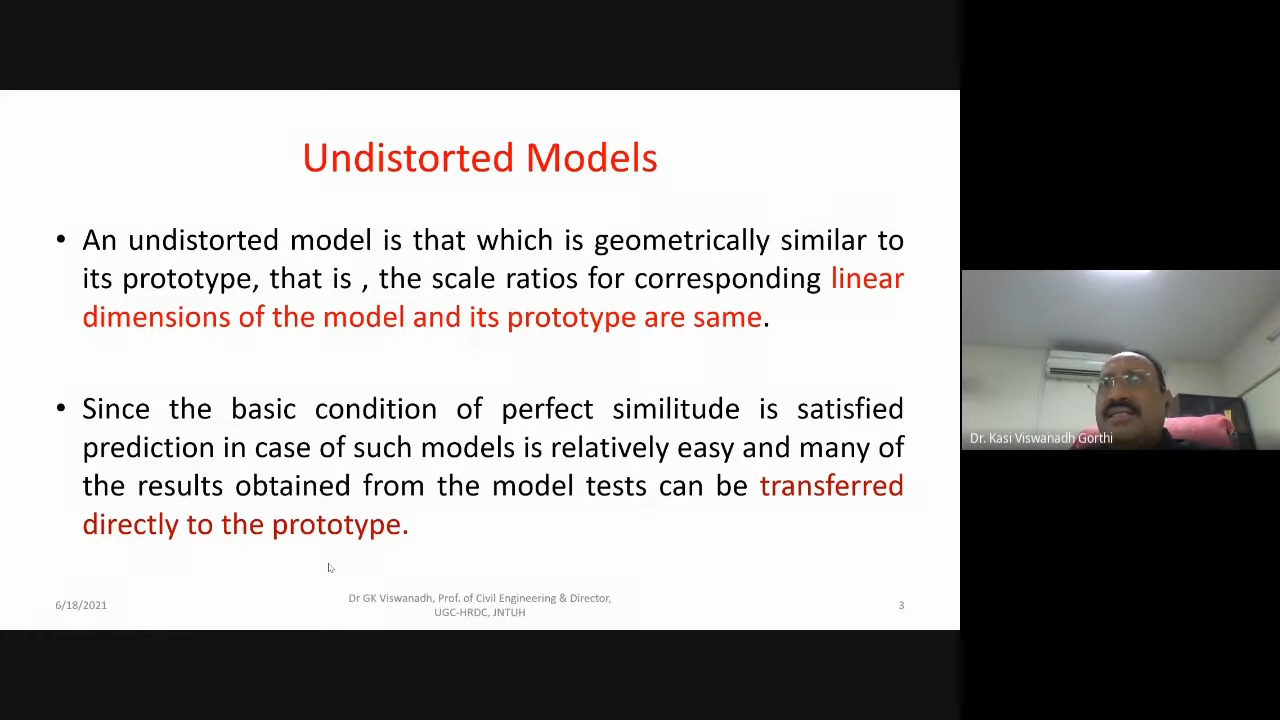 Undistorted Models
• An undistorted model is that which is geometrically similar to
its prototype, that is , the scale ratios for corresponding linear
dimensions of the model and its prototype are same.
• Since the basic condition of perfect similitude is satisfied
prediction in case of such models is relatively easy and many of
the results obtained from the model tests can be transferred
directly to the prototype.
6/18/2021
Dr GK Viswanadh, Prof. of Civil Engineering & Director,
UGC-HRDC, JNTUH
3
Dr. Kasi Viswanadh Gorthi